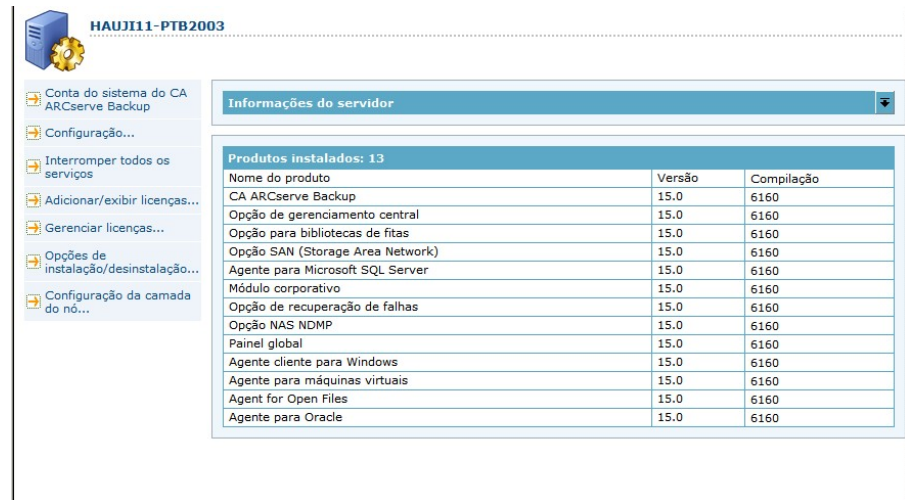 HAUJI11-PTB2003
Conta do sistema do CA
ARCserve Backup
Configuração...
Interromper todos os
serviços
Adicionar/exibir licenças...
Gerenciar licenças...
Opções de
instalação/desinstalação...
Configuração da camada
do nó...
Informações do servidor
Produtos instalados: 13
Nome do produto Versão Compilação
CA ARCserve Backup 15.0 6160
Opção de gerenciamento central 15.0 6160
Opção para bibliotecas de fitas 15.0 6160
Opção SAN (Storage Area Network) 15.0 6160
Agente para Microsoft SQL Server 15.0 6160
Módulo corporativo 15.0 6160
Opção de recuperação de falhas 15.0 6160
Opção NAS NDMP 15.0 6160
Painel global 15.0 6160
Agente cliente para Windows 15.0 6160
Agente para máquinas virtuais 15.0 6160
Agent for Open Files 15.0 6160
Agente para Oracle 15.0 6160